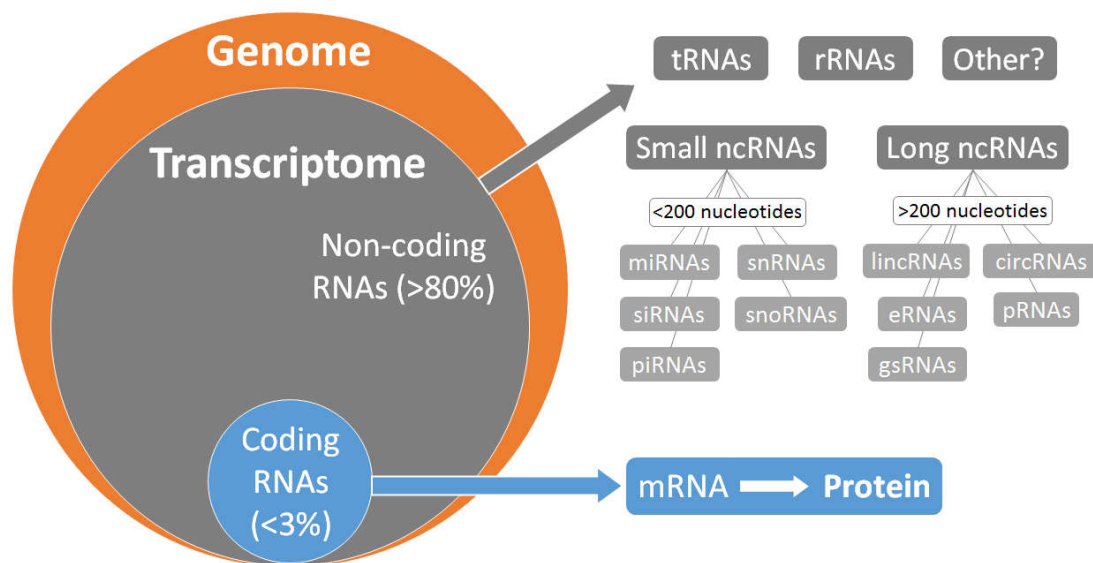 Genome
Transcriptome
Non-coding
RNAs (>80%)
Coding
RNAs
(<3%)
tRNAs
rRNAs
Other?
Small ncRNAs
Long ncRNAs
<200 nucleotides
>200 nucleotides
miRNAs
snRNAs
lincRNAs
circRNAs
siRNAs
snoRNAs
eRNAs
pRNAs
piRNAs
gsRNAs
mRNA
Protein